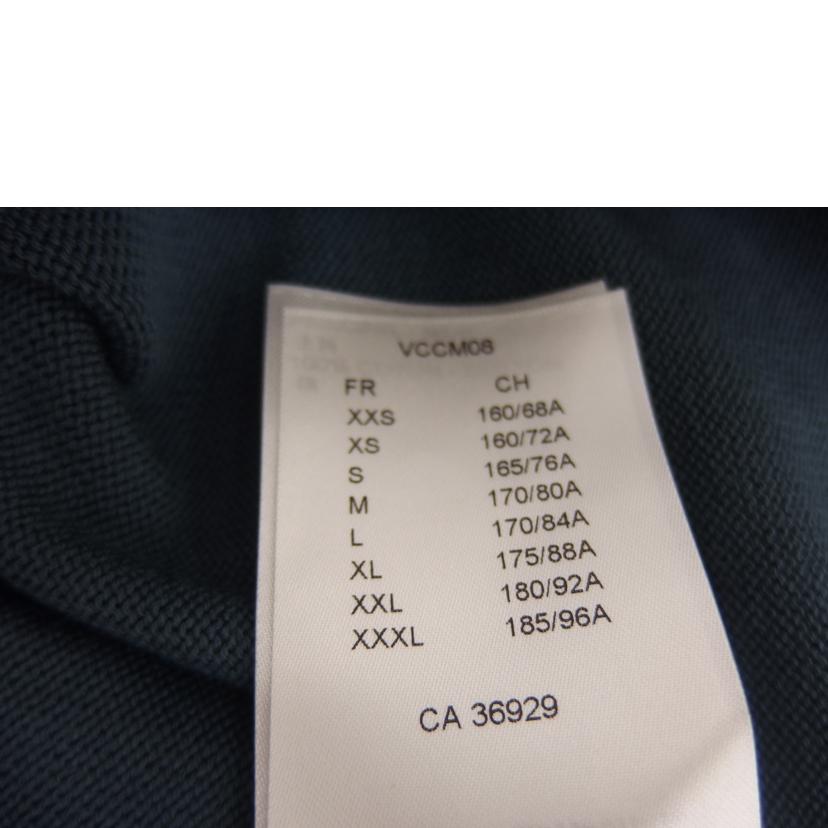 VCCM08
FR CH
XXS 160/68A
XS 160/72A
S 165/76A
M 170/80A
L 170/84A
XL 175/88A
XXL 180/92A
XXXL 185/96A
CA 36929